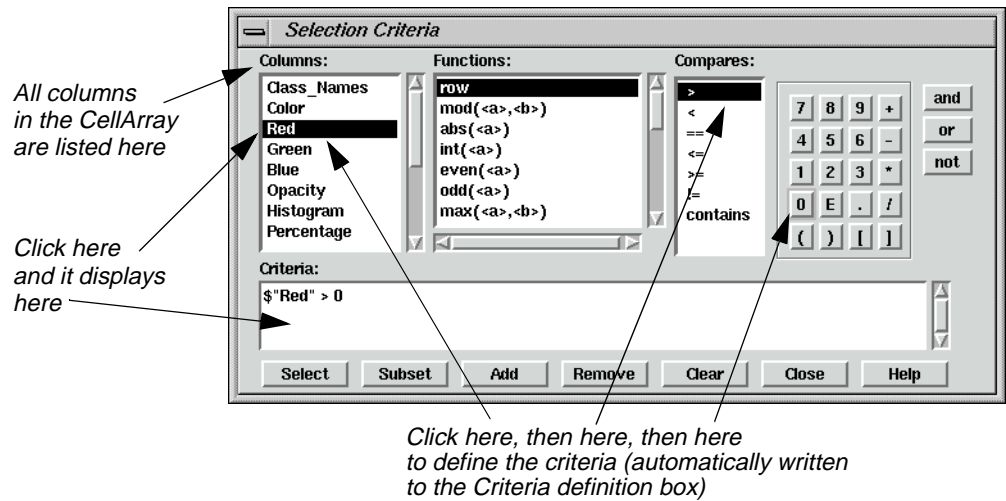 Selection Criteria
Columns:
Functions:
Compares:
All columns
in the CellArray
are listed here
Click here
and it displays
here
Class_Names
Color
Red
Green
Blue
Opacity
Histogram
Percentage
row
mod(<a>,<b>)
abs(<a>)
int(<a>)
even(<a>)
odd(<a>)
max(<a>,<b>)
>
<
==
<=
>=
!=
contains
7 8 9 +
4 5 6 -
1 2 3 *
0 E . /
( ) [ ]
and
or
not
Criteria:
$"Red" > 0
Select Subset Add Remove Clear Close Help
Click here, then here, then here
to define the criteria (automatically written
to the Criteria definition box)